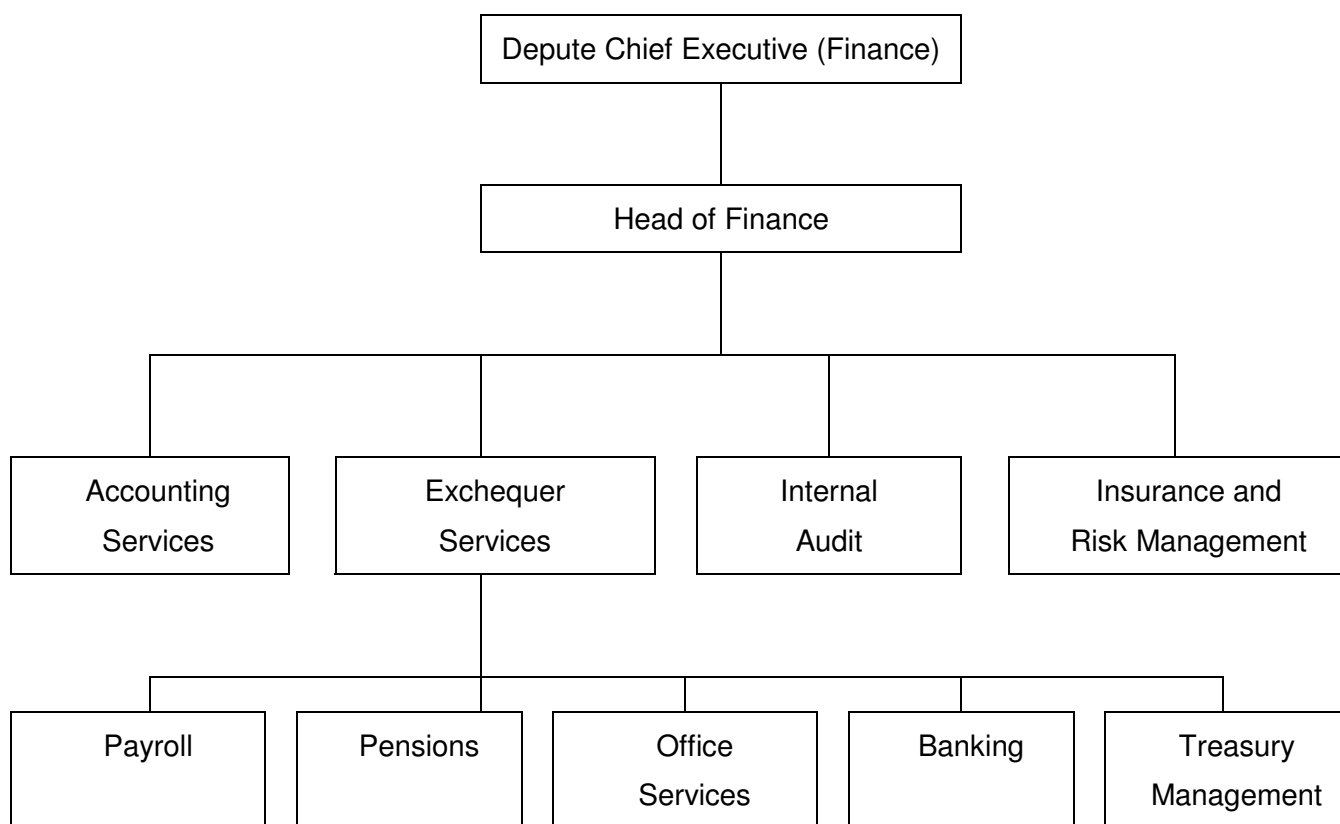 Depute Chief Executive (Finance)
Head of Finance
Accounting
Services
Exchequer
Services
Internal
Audit
Insurance and
Risk Management
Payroll
Pensions
Office
Services
Banking
Treasury
Management